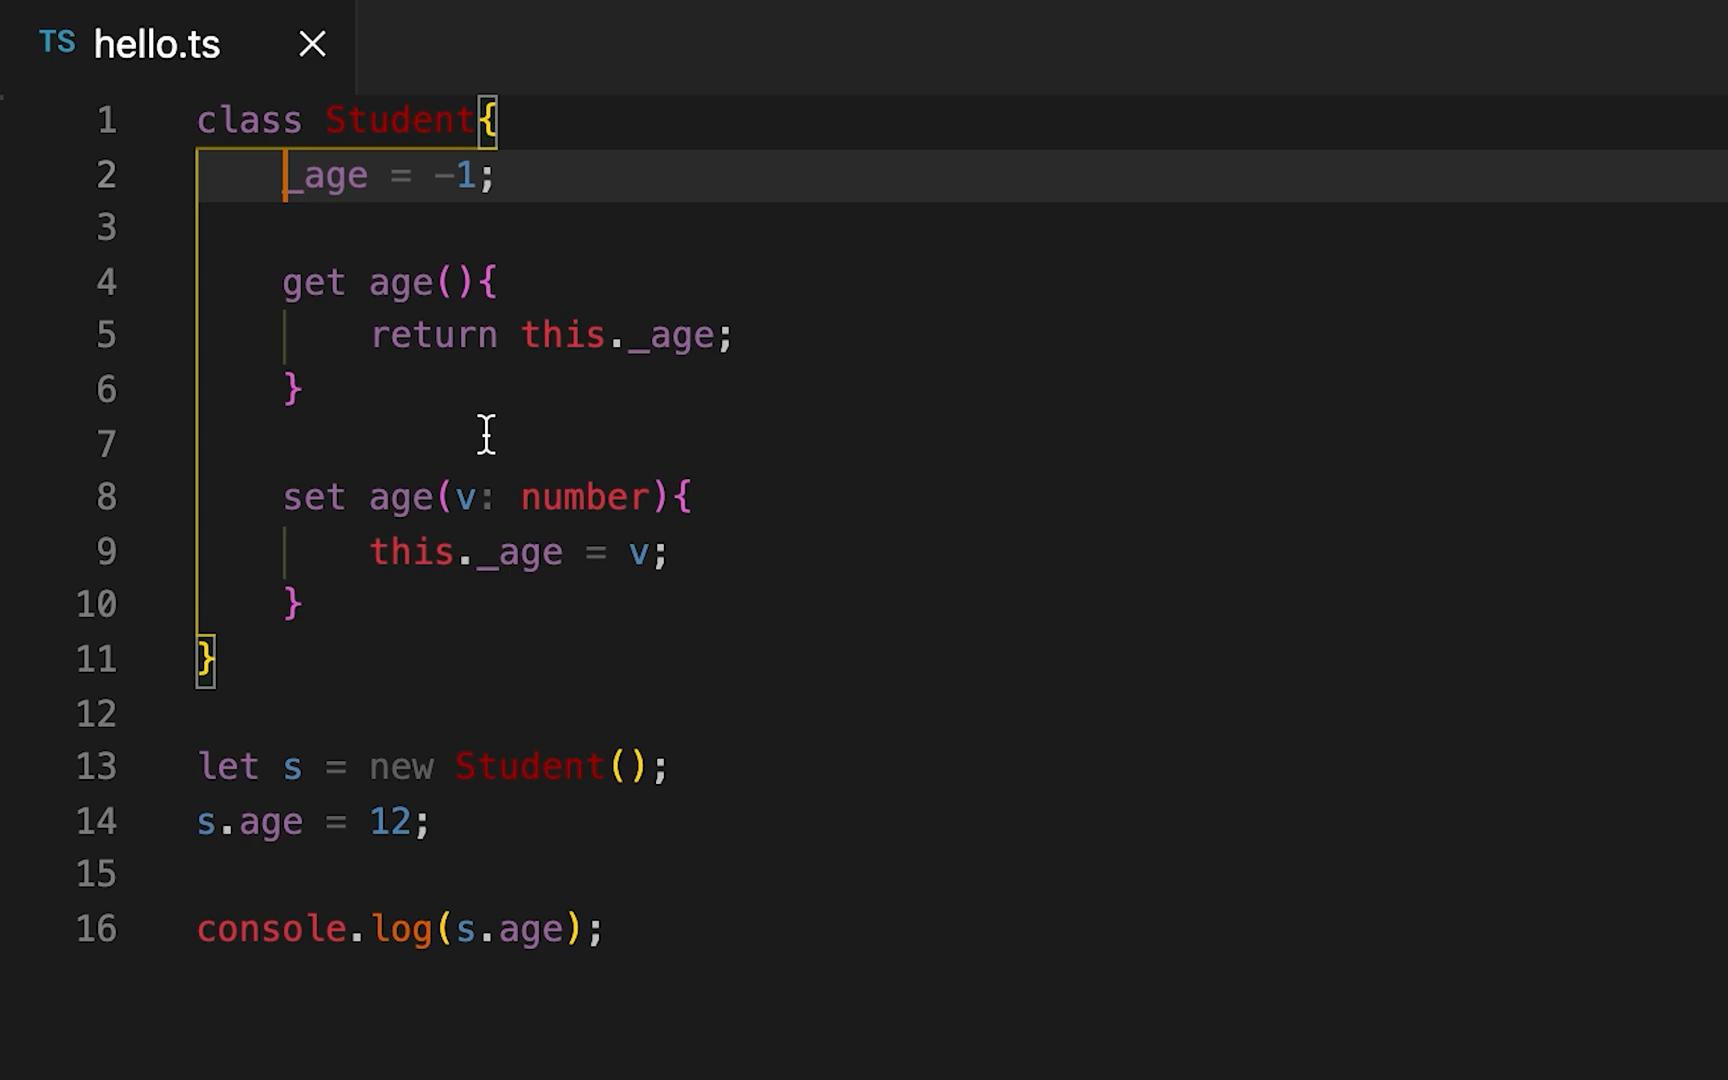 TS hello.ts
1 class Student{
2 _age = -1;
3
4 get age(){
5 return this._age;
6 }
7
8 set age(v: number){
9 this._age = v;
10 }
11 }
12
13 let s = new Student();
14 s.age = 12;
15
16 console.log(s.age);